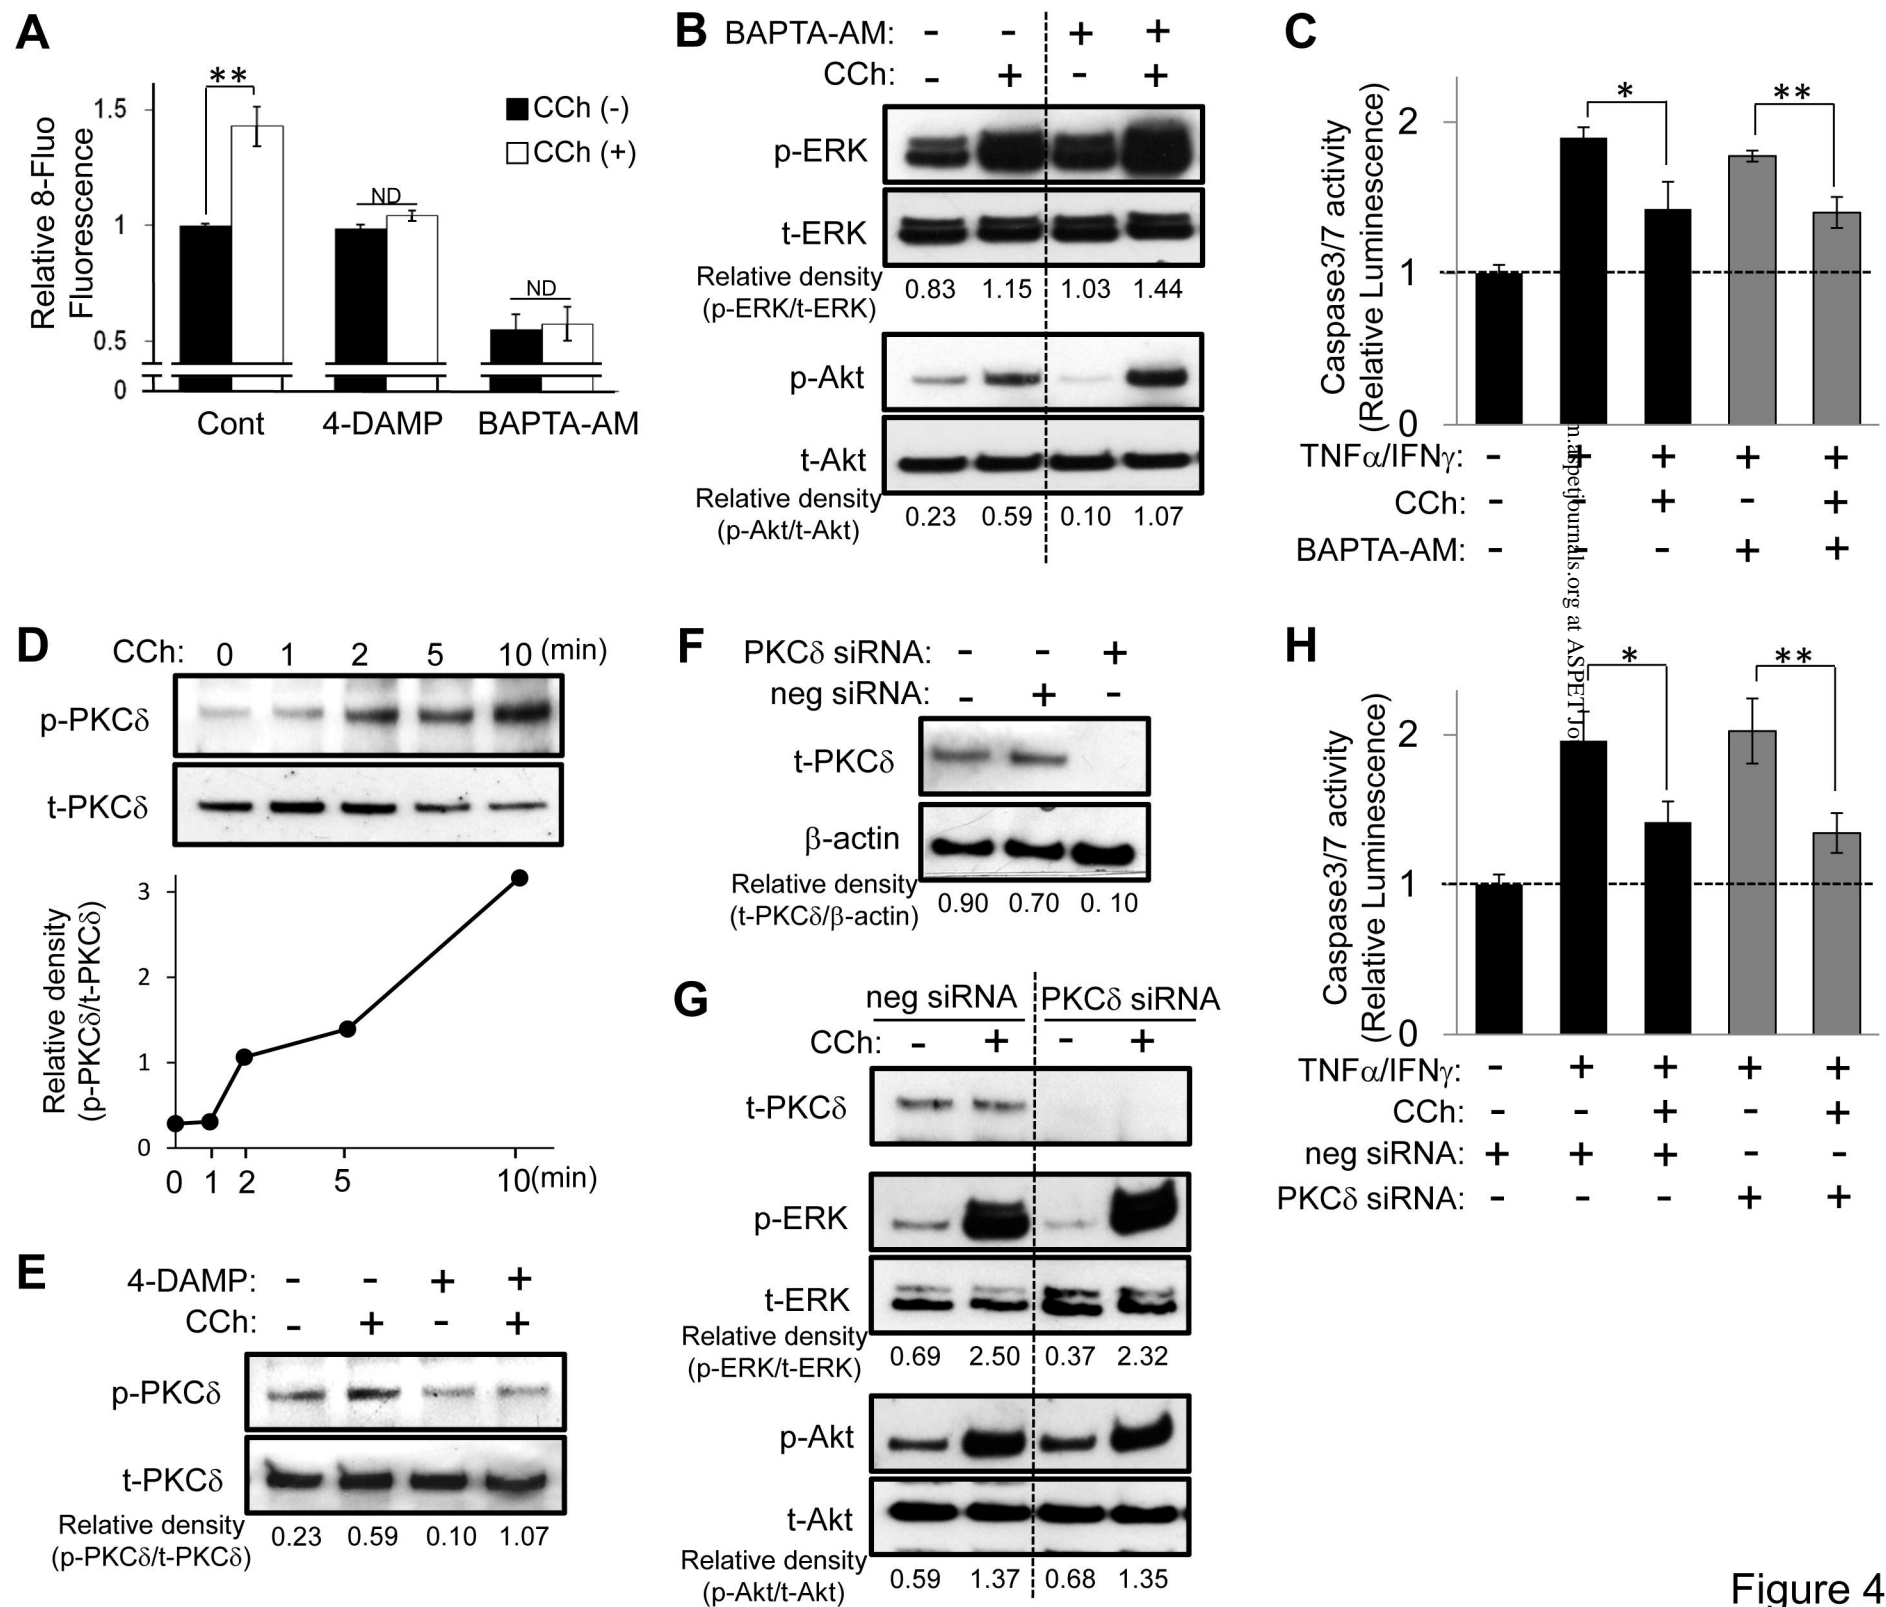 A
**
1.5
1
0.5
0
Relative 8-Fluo
Fluorescence
CCh (-)
CCh (+)
ND
ND
Cont 4-DAMP BAPTA-AM
B
BAPTA-AM: - - + +
CCh: - + - +
p-ERK
t-ERK
Relative density
(p-ERK/t-ERK)
0.83 1.15 1.03 1.44
p-Akt
t-Akt
Relative density
(p-Akt/t-Akt)
0.23 0.59 0.10 1.07
C
Caspase3/7 activity
(Relative Luminescence)
2
1
0
* **
TNFα/IFNγ: - + + + +
CCh: - - + - +
BAPTA-AM: - - - + +
m.aspetjournals.org at ASPET Jo
D
CCh: 0 1 2 5 10 (min)
p-PKCδ
t-PKCδ
Relative density
(p-PKCδ/t-PKCδ)
3
2
1
0
0 1 2 5 10(min)
E
4-DAMP: - - + +
CCh: - + - +
p-PKCδ
t-PKCδ
Relative density
(p-PKCδ/t-PKCδ)
0.23 0.59 0.10 1.07
F
PKCδ siRNA: - - +
neg siRNA: - + -
t-PKCδ
β-actin
Relative density
(t-PKCδ/β-actin)
0.90 0.70 0. 10
G
neg siRNA PKCδ siRNA
CCh: - + - +
t-PKCδ
p-ERK
t-ERK
Relative density
(p-ERK/t-ERK)
0.69 2.50 0.37 2.32
p-Akt
t-Akt
Relative density
(p-Akt/t-Akt)
0.59 1.37 0.68 1.35
H
Caspase3/7 activity
(Relative Luminescence)
2
1
0
* **
TNFα/IFNγ: - + + + +
CCh: - - + - +
neg siRNA: + + + - -
PKCδ siRNA: - - - + +
Figure 4